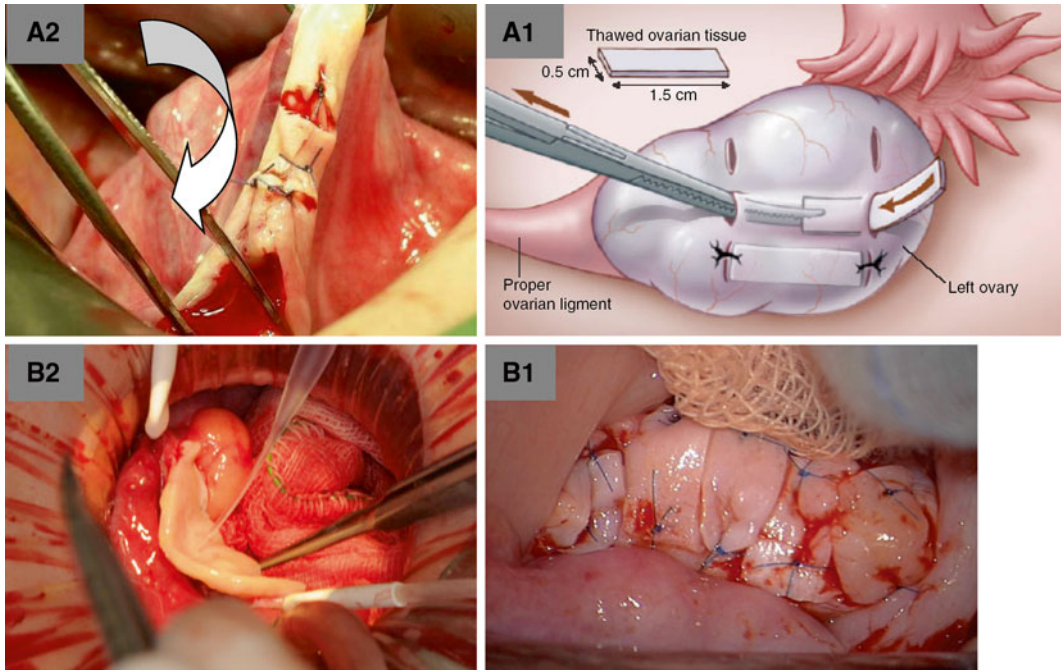 A2
A1
Thawed ovarian tissue
0.5 cm
1.5 cm
Proper
ovarian ligment
Left ovary
B2
B1